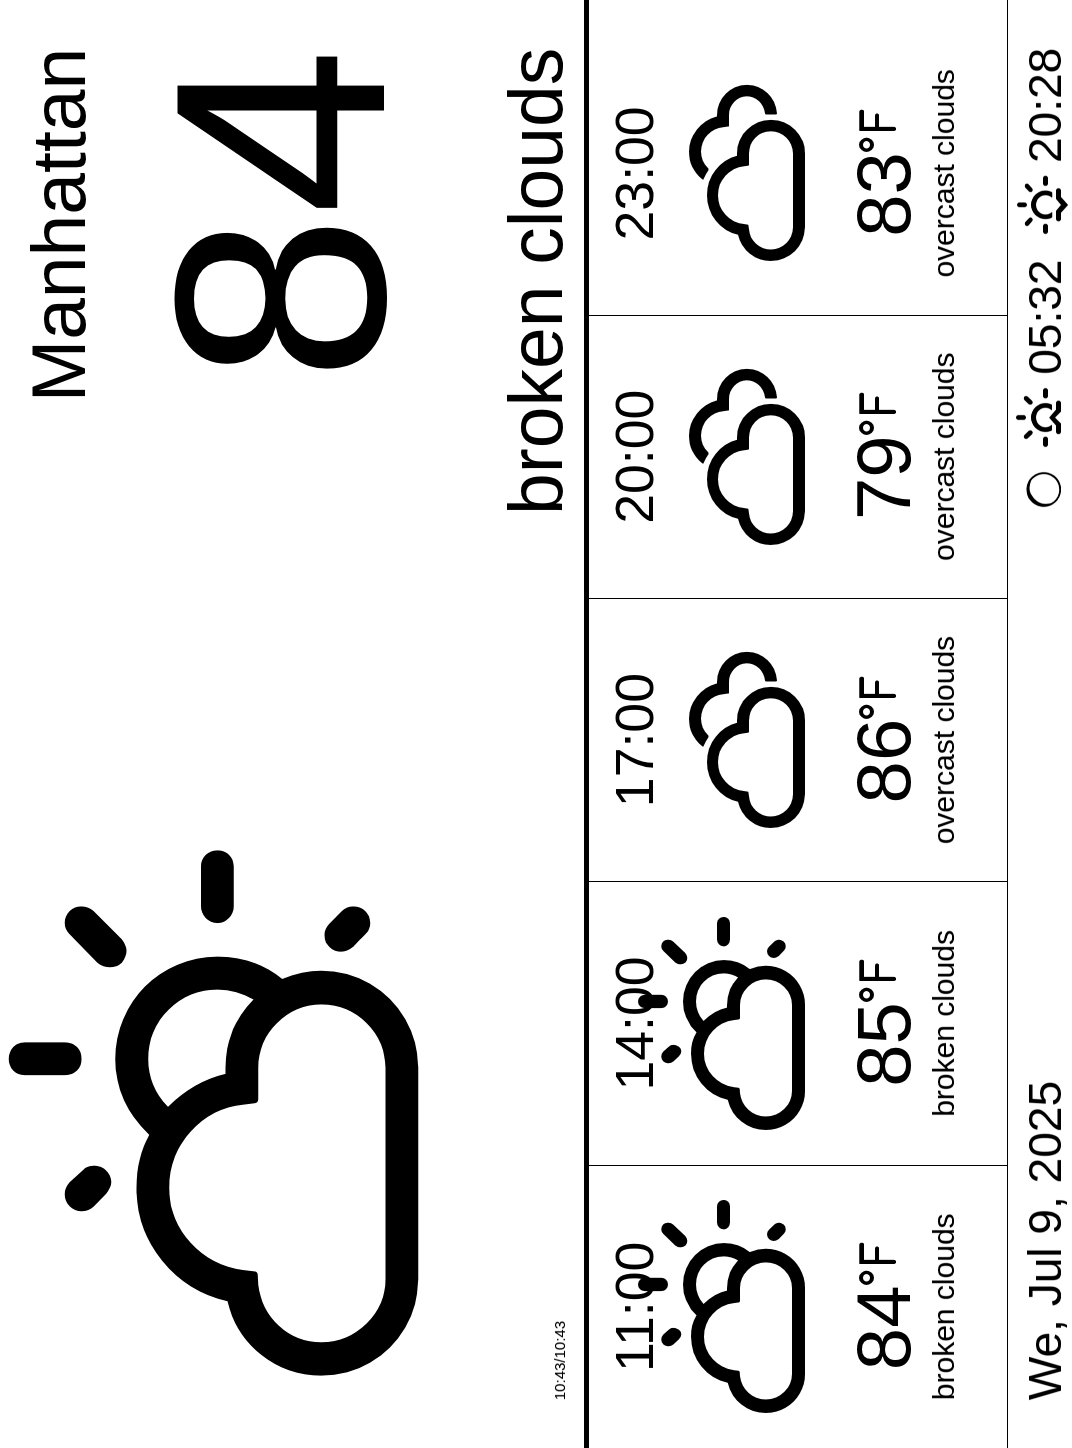 Manhattan
84
broken clouds
10:43/10:43
11:00 14:00 17:00 20:00 23:00
84°F 85°F 86°F 79°F 83°F
broken clouds broken clouds overcast clouds overcast clouds overcast clouds
We, Jul 9, 2025 05:32 20:28